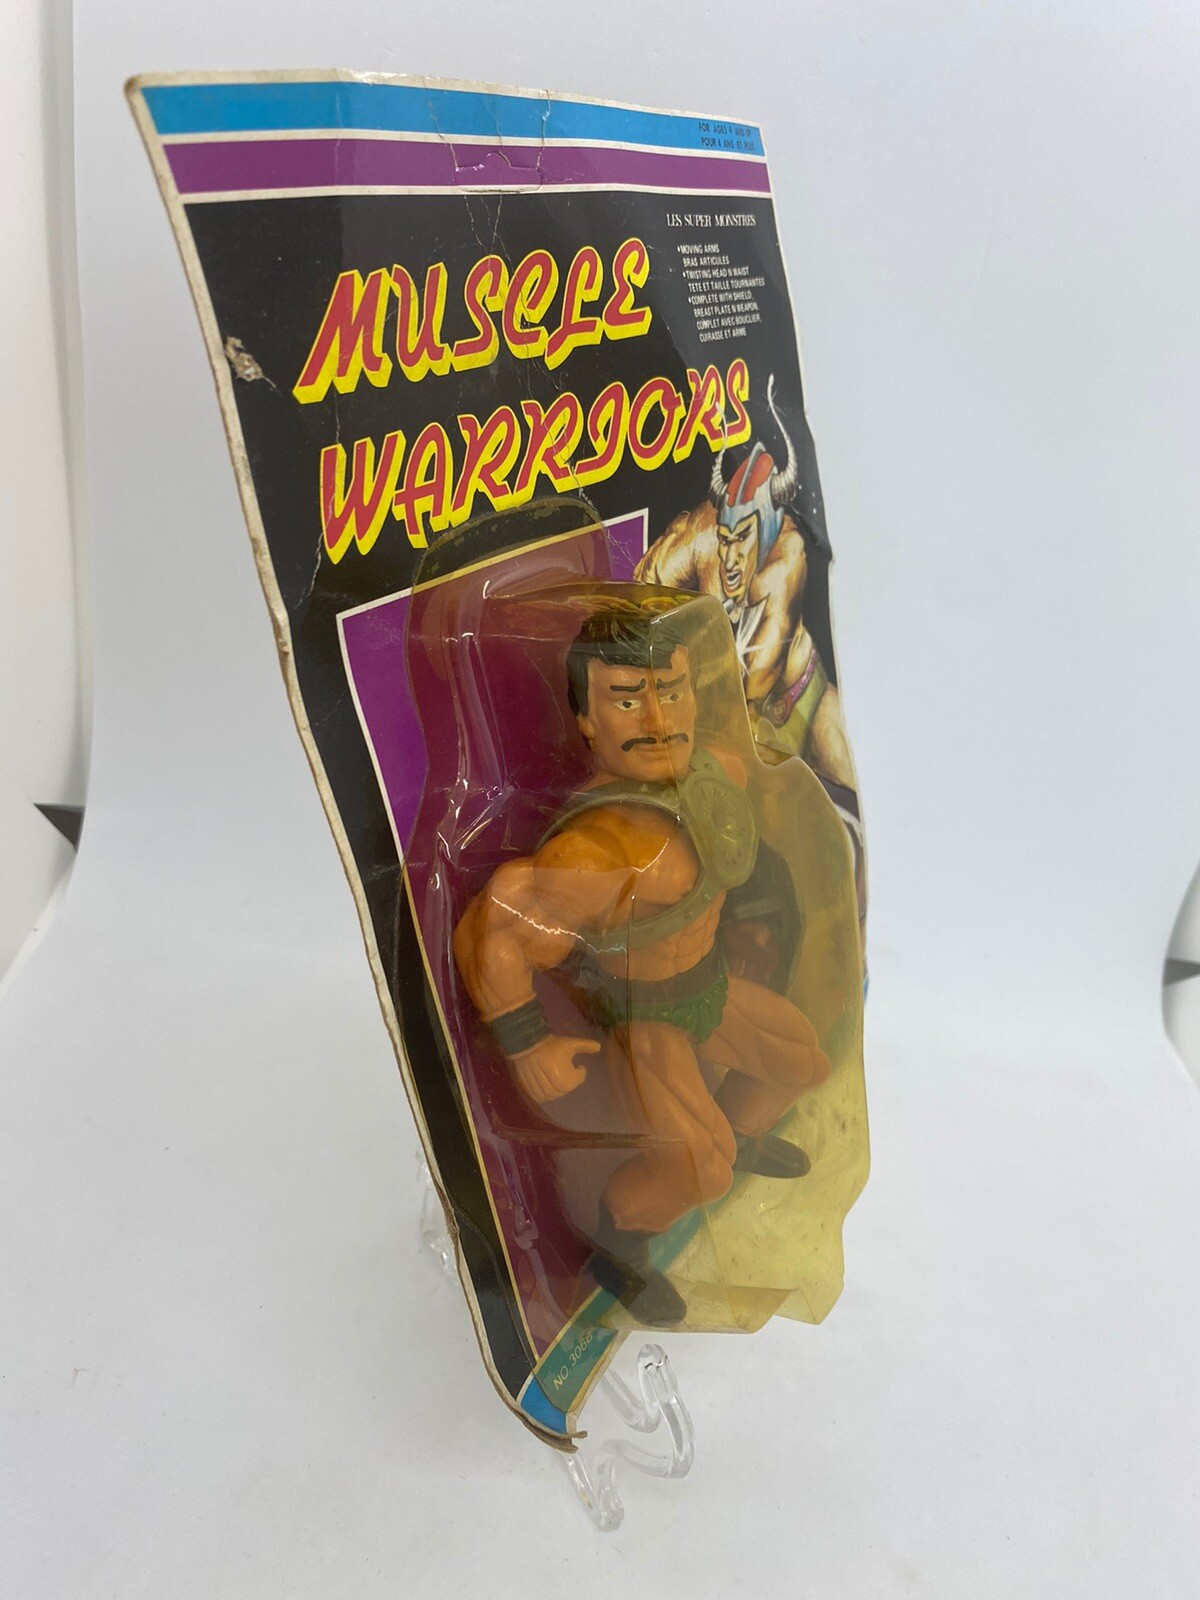 FOR AGES 4 AND UP
POUR 4 ANS ET PLUS
LES SUPER MONSTRES
•MOVING ARMS
BRAS ARTICULES
•TWISTING HEAD N WAIST
TETE ET TAILLE TOURNANTES
•COMPLETE WITH SHIELD,
BREAST PLATE N WEAPON.
COMPLET AVEC BOUCLIER,
CUIRASSE ET ARME
MUSCLE
WARRIORS
NO 3068